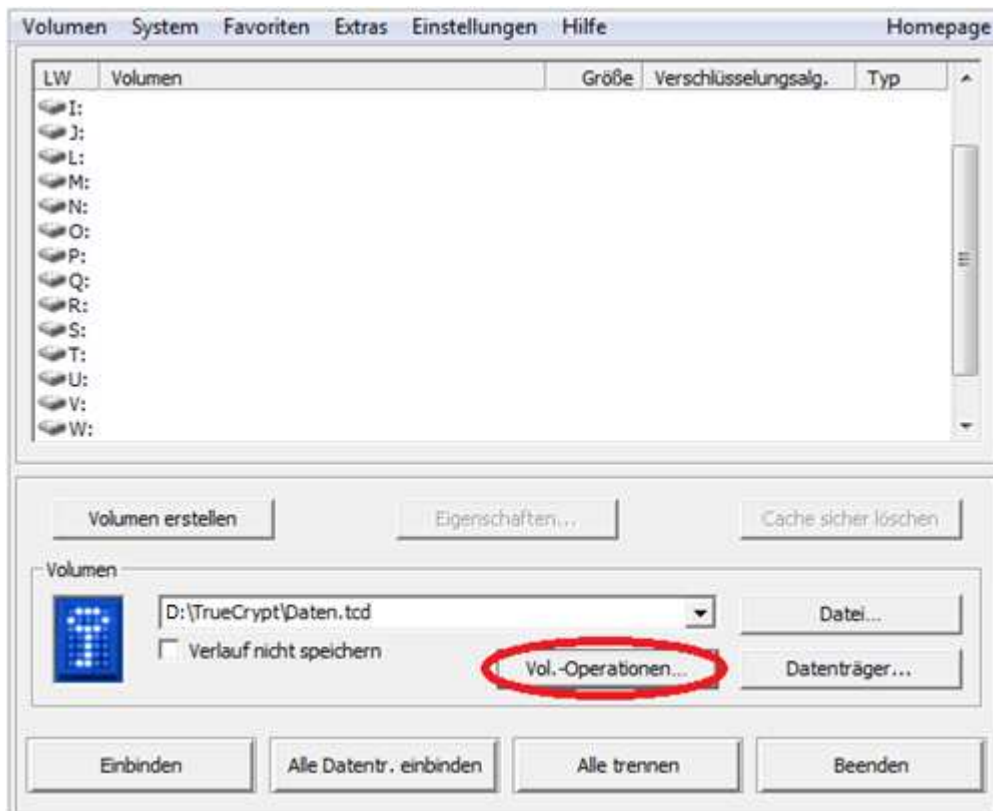 Volumen System Favoriten Extras Einstellungen Hilfe Homepage
LW Volumen Größe Verschlüsselungsalg. Typ
I:
J:
L:
M:
N:
O:
P:
Q:
R:
S:
T:
U:
V:
W:
Volumen erstellen Eigenschaften... Cache sicher löschen
Volumen
D:\TrueCrypt\Daten.tcd Datei...
Verlauf nicht speichern
Vol.-Operationen... Datenträger...
Einbinden Alle Datentr. einbinden Alle trennen Beenden